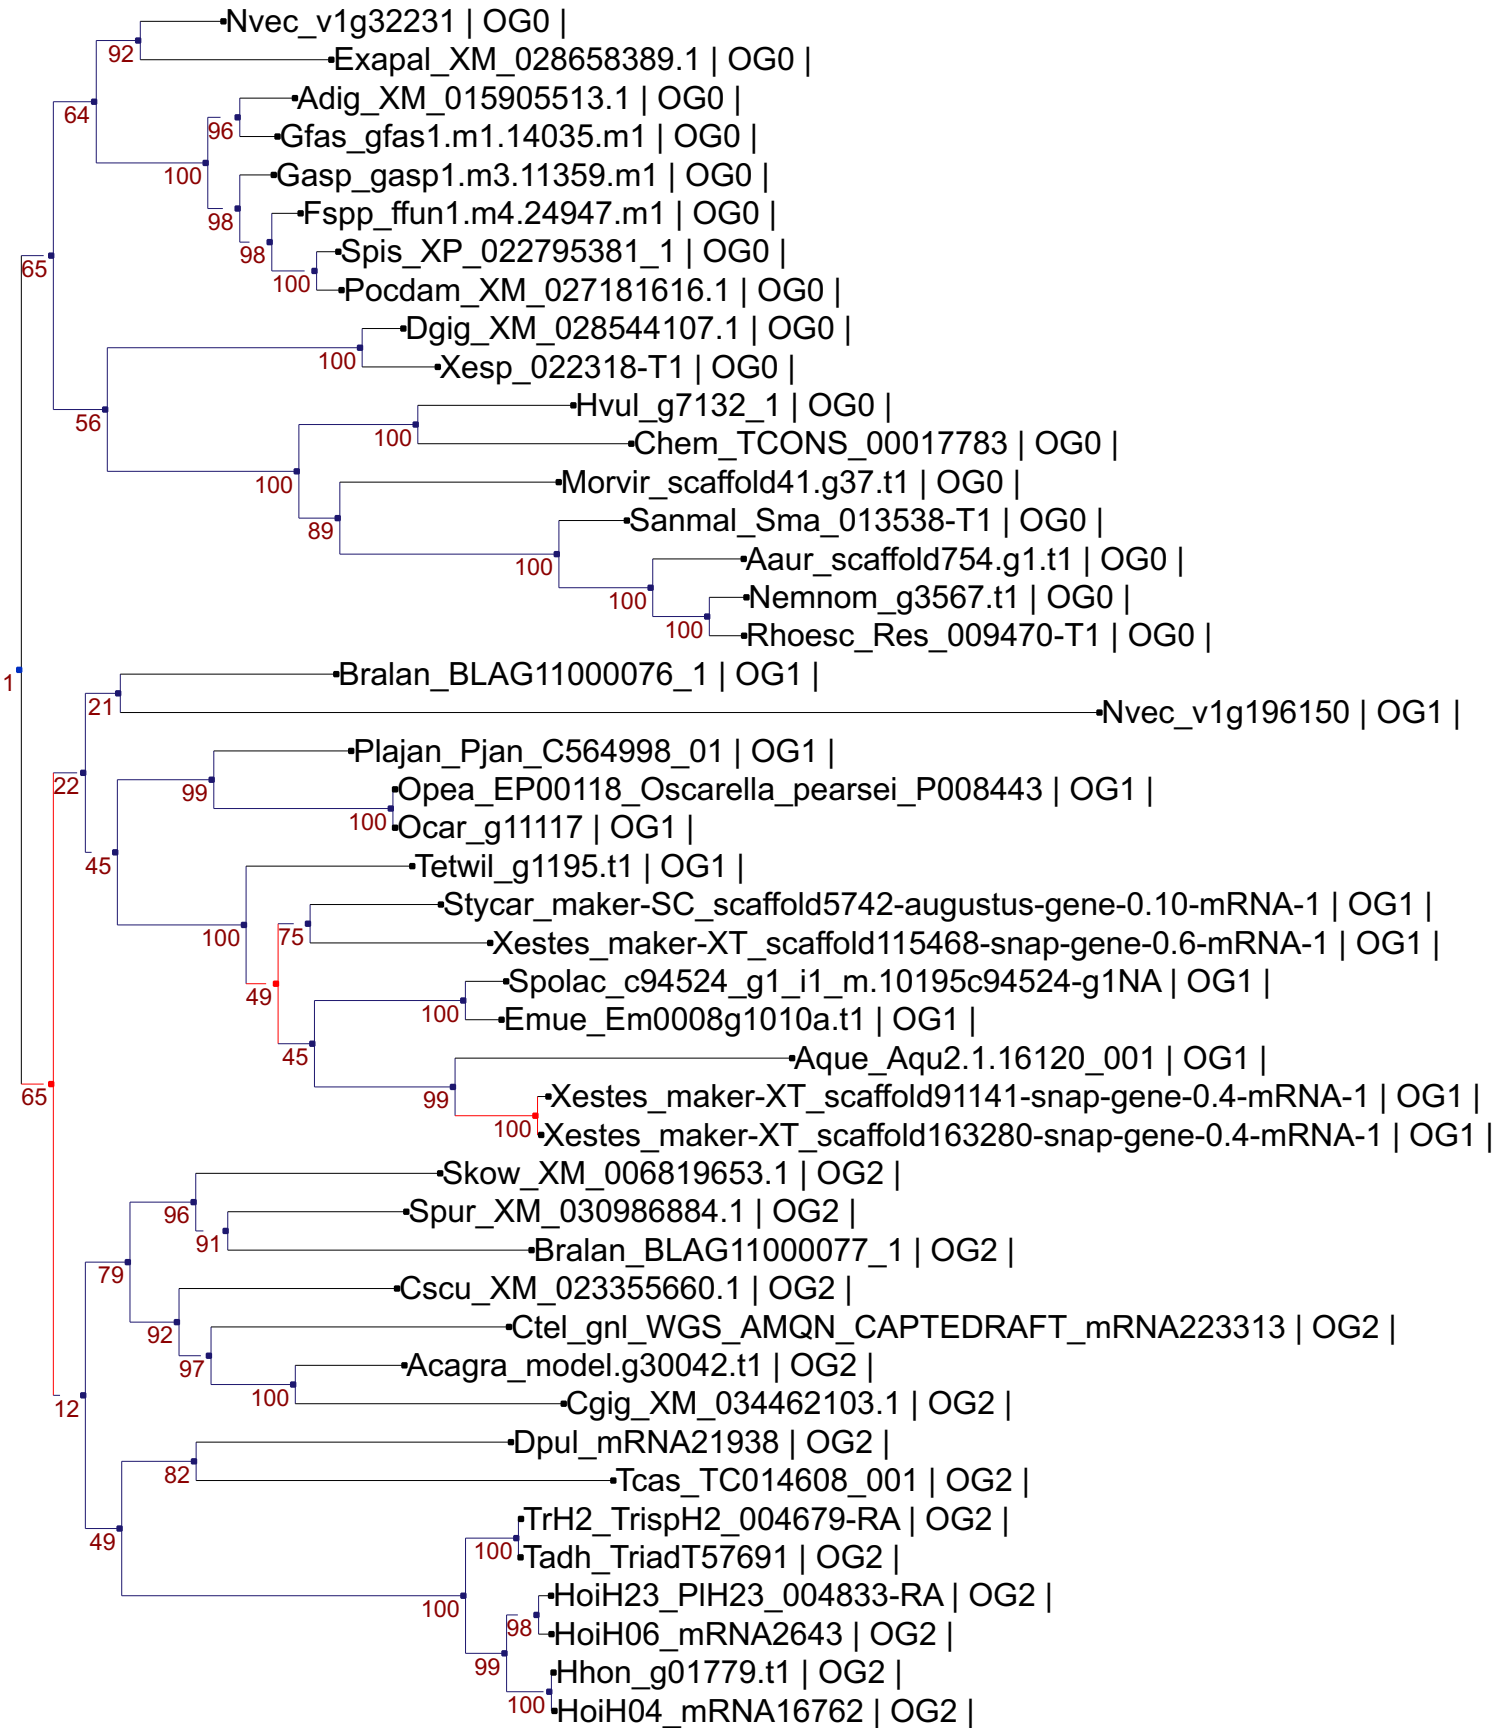 Nvec_v1g32231 | OG0 |
92
Exapal_XM_028658389.1 | OG0 |
Adig_XM_015905513.1 | OG0 |
64
96
Gfas_gfas1.m1.14035.m1 | OG0 |
100
Gasp_gasp1.m3.11359.m1 | OG0 |
98
Fspp_ffun1.m4.24947.m1 | OG0 |
98
Spis_XP_022795381_1 | OG0 |
65
100
Pocdam_XM_027181616.1 | OG0 |
Dgig_XM_028544107.1 | OG0 |
100
Xesp_022318-T1 | OG0 |
Hvul_g7132_1 | OG0 |
56
100
Chem_TCONS_00017783 | OG0 |
100
Morvir_scaffold41.g37.t1 | OG0 |
89
Sanmal_Sma_013538-T1 | OG0 |
100
Aaur_scaffold754.g1.t1 | OG0 |
100
Nemnom_g3567.t1 | OG0 |
100
Rhoesc_Res_009470-T1 | OG0 |
1
Bralan_BLAG11000076_1 | OG1 |
21
Nvec_v1g196150 | OG1 |
Plajan_Pjan_C564998_01 | OG1 |
22
99
Opea_EP00118_Oscarella_pearsei_P008443 | OG1 |
100
Ocar_g11117 | OG1 |
45
Tetwil_g1195.t1 | OG1 |
Stycar_maker-SC_scaffold5742-augustus-gene-0.10-mRNA-1 | OG1 |
100
75
Xestes_maker-XT_scaffold115468-snap-gene-0.6-mRNA-1 | OG1 |
49
Spolac_c94524_g1_i1_m.10195c94524-g1NA | OG1 |
100
Emue_Em0008g1010a.t1 | OG1 |
45
Aque_Aqu2.1.16120_001 | OG1 |
65
99
Xestes_maker-XT_scaffold91141-snap-gene-0.4-mRNA-1 | OG1 |
100
Xestes_maker-XT_scaffold163280-snap-gene-0.4-mRNA-1 | OG1 |
Skow_XM_006819653.1 | OG2 |
96
Spur_XM_030986884.1 | OG2 |
91
Bralan_BLAG11000077_1 | OG2 |
79
Cscu_XM_023355660.1 | OG2 |
92
Ctel_gnl_WGS_AMQN_CAPTEDRAFT_mRNA223313 | OG2 |
97
Acagra_model.g30042.t1 | OG2 |
100
Cgig_XM_034462103.1 | OG2 |
12
Dpul_mRNA21938 | OG2 |
82
Tcas_TC014608_001 | OG2 |
TrH2_TrispH2_004679-RA | OG2 |
49
100
Tadh_TriadT57691 | OG2 |
HoiH23_PlH23_004833-RA | OG2 |
100
98
HoiH06_mRNA2643 | OG2 |
99
Hhon_g01779.t1 | OG2 |
100
HoiH04_mRNA16762 | OG2 |